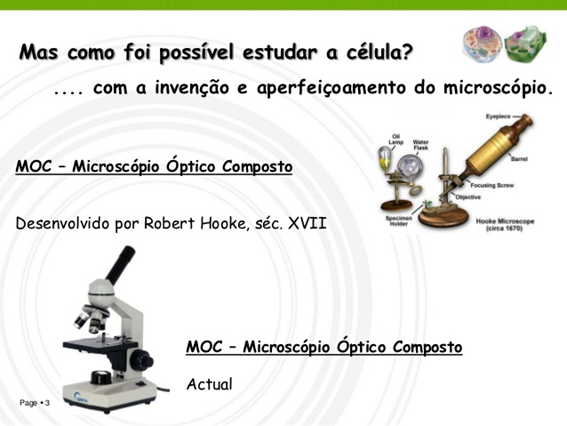 Mas como foi possível estudar a célula?
.... com a invenção e aperfeiçoamento do microscópio.
Eyepiece
Oil
Lamp
Water
Flask
Barrel
MOC – Microscópio Óptico Composto
Focusing Screw
Objective
Specimen
Holder
Hooke Microscope
(circa 1670)
Desenvolvido por Robert Hooke, séc. XVII
MOC – Microscópio Óptico Composto
Actual
Page • 3